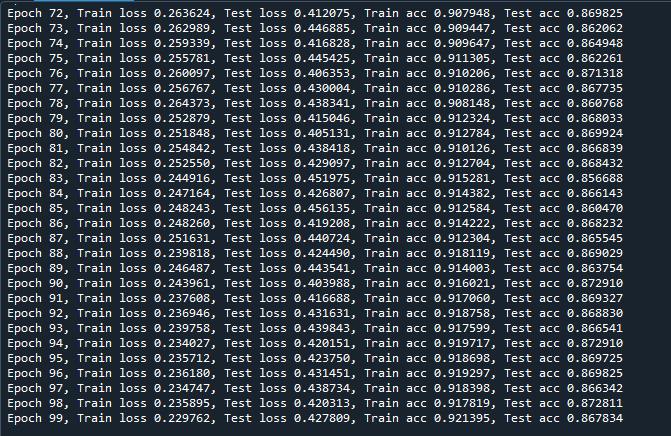 Epoch 72, Train loss 0.263624, Test loss 0.412075, Train acc 0.907948, Test acc 0.869825
Epoch 73, Train loss 0.262989, Test loss 0.446885, Train acc 0.909447, Test acc 0.862062
Epoch 74, Train loss 0.259339, Test loss 0.416828, Train acc 0.909647, Test acc 0.864948
Epoch 75, Train loss 0.255781, Test loss 0.445425, Train acc 0.911305, Test acc 0.862261
Epoch 76, Train loss 0.260097, Test loss 0.406353, Train acc 0.910206, Test acc 0.871318
Epoch 77, Train loss 0.256767, Test loss 0.430004, Train acc 0.910286, Test acc 0.867735
Epoch 78, Train loss 0.264373, Test loss 0.438341, Train acc 0.908148, Test acc 0.860768
Epoch 79, Train loss 0.252879, Test loss 0.415046, Train acc 0.912324, Test acc 0.868033
Epoch 80, Train loss 0.251848, Test loss 0.405131, Train acc 0.912784, Test acc 0.869924
Epoch 81, Train loss 0.254842, Test loss 0.438418, Train acc 0.910126, Test acc 0.866839
Epoch 82, Train loss 0.252550, Test loss 0.429097, Train acc 0.912704, Test acc 0.868432
Epoch 83, Train loss 0.244916, Test loss 0.451975, Train acc 0.915281, Test acc 0.856688
Epoch 84, Train loss 0.247164, Test loss 0.426807, Train acc 0.914382, Test acc 0.866143
Epoch 85, Train loss 0.248243, Test loss 0.456135, Train acc 0.912584, Test acc 0.860470
Epoch 86, Train loss 0.248260, Test loss 0.419208, Train acc 0.914222, Test acc 0.868232
Epoch 87, Train loss 0.251631, Test loss 0.440724, Train acc 0.912304, Test acc 0.865545
Epoch 88, Train loss 0.239818, Test loss 0.424490, Train acc 0.918119, Test acc 0.869029
Epoch 89, Train loss 0.246487, Test loss 0.443541, Train acc 0.914003, Test acc 0.863754
Epoch 90, Train loss 0.243961, Test loss 0.403988, Train acc 0.916021, Test acc 0.872910
Epoch 91, Train loss 0.237608, Test loss 0.416688, Train acc 0.917060, Test acc 0.869327
Epoch 92, Train loss 0.236946, Test loss 0.431631, Train acc 0.918758, Test acc 0.868830
Epoch 93, Train loss 0.239758, Test loss 0.439843, Train acc 0.917599, Test acc 0.866541
Epoch 94, Train loss 0.234027, Test loss 0.420151, Train acc 0.919717, Test acc 0.872910
Epoch 95, Train loss 0.235712, Test loss 0.423750, Train acc 0.918698, Test acc 0.869725
Epoch 96, Train loss 0.236180, Test loss 0.431451, Train acc 0.919297, Test acc 0.869825
Epoch 97, Train loss 0.234747, Test loss 0.438734, Train acc 0.918398, Test acc 0.866342
Epoch 98, Train loss 0.235895, Test loss 0.420313, Train acc 0.917819, Test acc 0.872811
Epoch 99, Train loss 0.229762, Test loss 0.427809, Train acc 0.921395, Test acc 0.867834